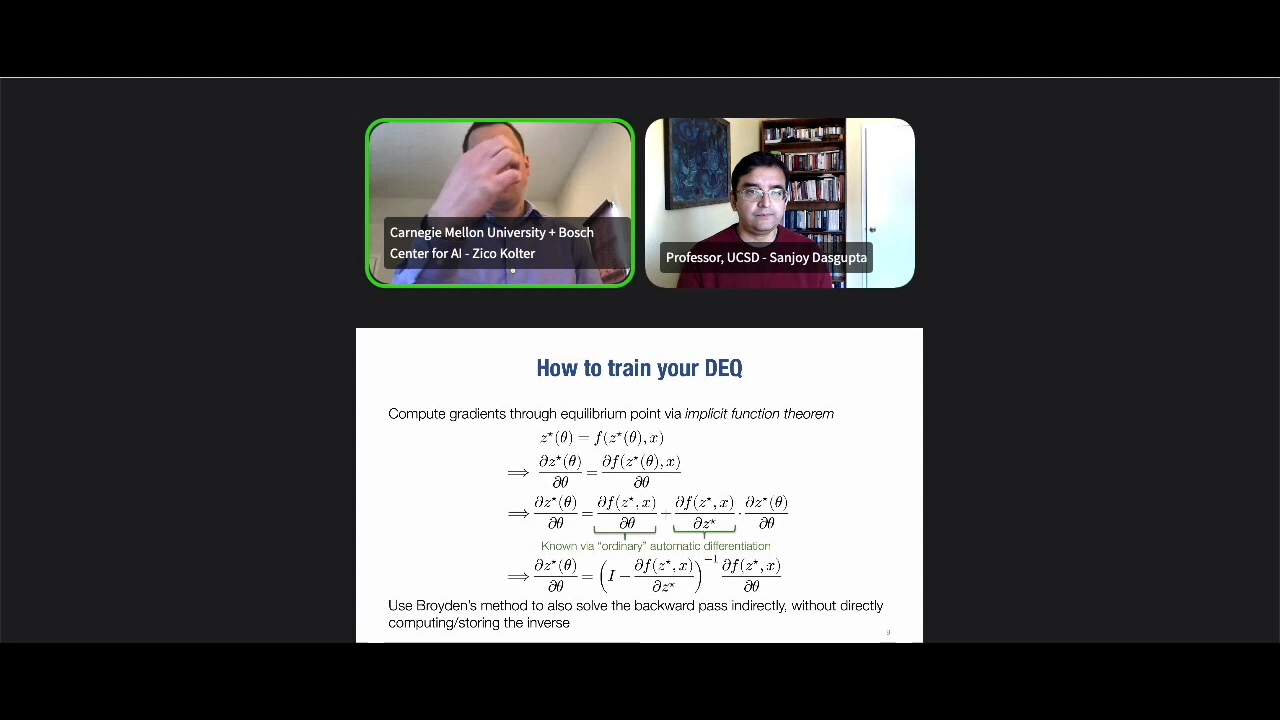 Carnegie Mellon University + Bosch
Center for AI - Zico Kolter
Professor, UCSD - Sanjoy Dasgupta
How to train your DEQ
Compute gradients through equilibrium point via implicit function theorem
z*(θ) = f(z*(θ), x)
⟹ ∂z*(θ)/∂θ = ∂f(z*(θ), x)/∂θ
⟹ ∂z*(θ)/∂θ = ∂f(z*, x)/∂θ + ∂f(z*, x)/∂z* · ∂z*(θ)/∂θ
Known via "ordinary" automatic differentiation
⟹ ∂z*(θ)/∂θ = (I − ∂f(z*, x)/∂z*)⁻¹ ∂f(z*, x)/∂θ
Use Broyden's method to also solve the backward pass indirectly, without directly
computing/storing the inverse
9